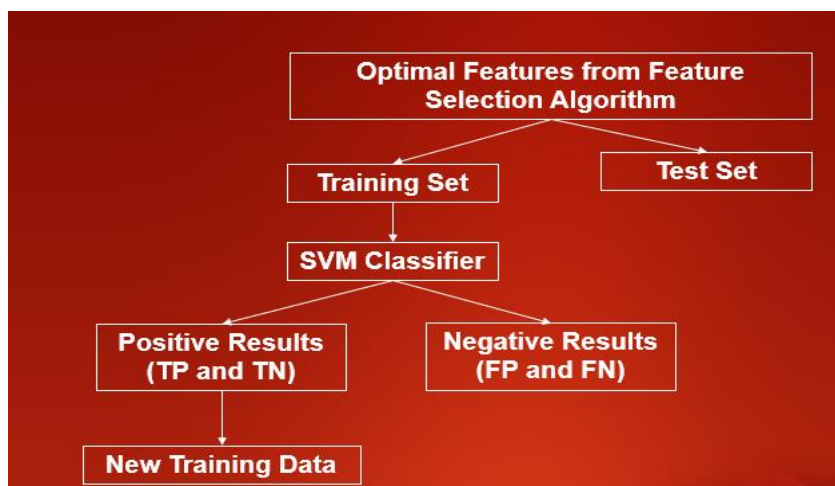 Optimal Features from Feature
Selection Algorithm
Training Set
Test Set
SVM Classifier
Positive Results
(TP and TN)
Negative Results
(FP and FN)
New Training Data